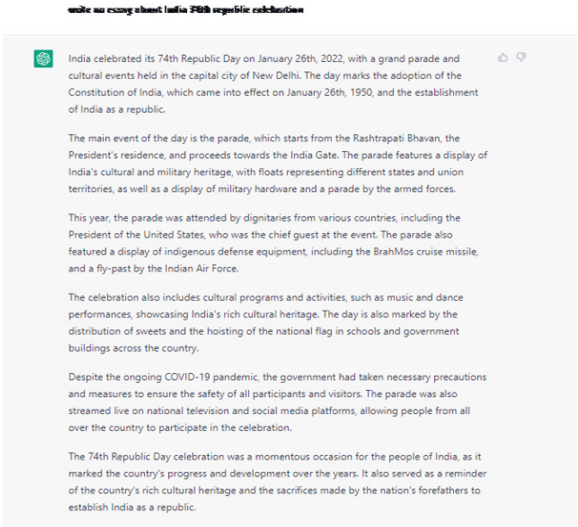 write an essay about India 74th republic celebration
India celebrated its 74th Republic Day on January 26th, 2022, with a grand parade and
cultural events held in the capital city of New Delhi. The day marks the adoption of the
Constitution of India, which came into effect on January 26th, 1950, and the establishment
of India as a republic.
The main event of the day is the parade, which starts from the Rashtrapati Bhavan, the
President's residence, and proceeds towards the India Gate. The parade features a display of
India's cultural and military heritage, with floats representing different states and union
territories, as well as a display of military hardware and a parade by the armed forces.
This year, the parade was attended by dignitaries from various countries, including the
President of the United States, who was the chief guest at the event. The parade also
featured a display of indigenous defense equipment, including the BrahMos cruise missile,
and a fly-past by the Indian Air Force.
The celebration also includes cultural programs and activities, such as music and dance
performances, showcasing India's rich cultural heritage. The day is also marked by the
distribution of sweets and the hoisting of the national flag in schools and government
buildings across the country.
Despite the ongoing COVID-19 pandemic, the government had taken necessary precautions
and measures to ensure the safety of all participants and visitors. The parade was also
streamed live on national television and social media platforms, allowing people from all
over the country to participate in the celebration.
The 74th Republic Day celebration was a momentous occasion for the people of India, as it
marked the country's progress and development over the years. It also served as a reminder
of the country's rich cultural heritage and the sacrifices made by the nation's forefathers to
establish India as a republic.